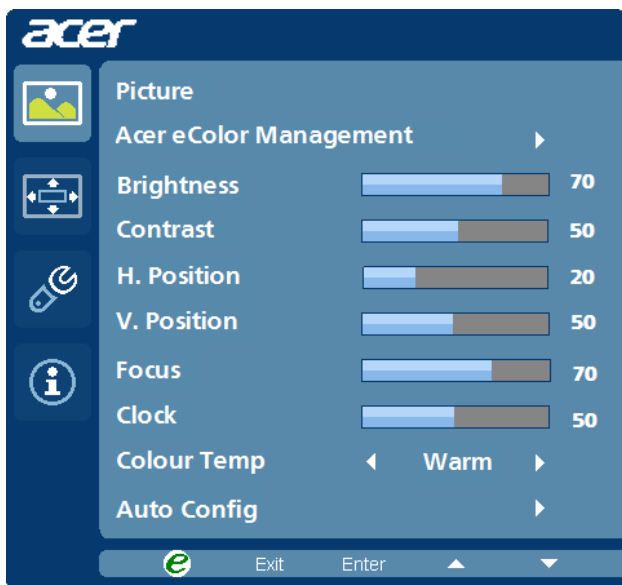 acer
Picture
Acer eColor Management
Brightness 70
Contrast 50
H. Position 20
V. Position 50
Focus 70
Clock 50
Colour Temp Warm
Auto Config
e Exit Enter